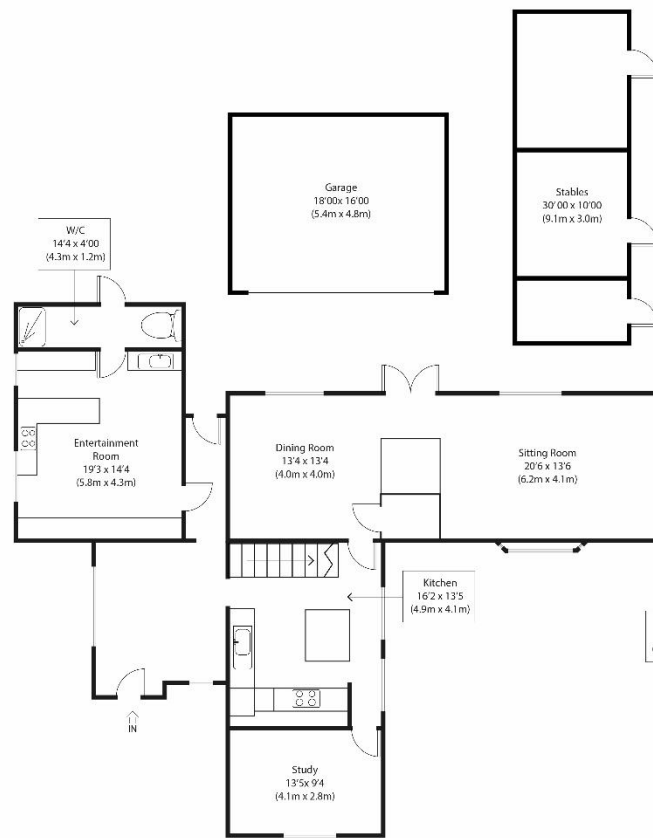 Garage
18'00x 16'00
(5.4m x 4.8m)
Stables
30' 00 x 10'00
(9.1m x 3.0m)
W/C
14'4 x 4'00
(4.3m x 1.2m)
Entertainment
Room
19'3 x 14'4
(5.8m x 4.3m)
Dining Room
13'4 x 13'4
(4.0m x 4.0m)
Sitting Room
20'6 x 13'6
(6.2m x 4.1m)
Kitchen
16'2 x 13'5
(4.9m x 4.1m)
IN
Study
13'5x 9'4
(4.1m x 2.8m)